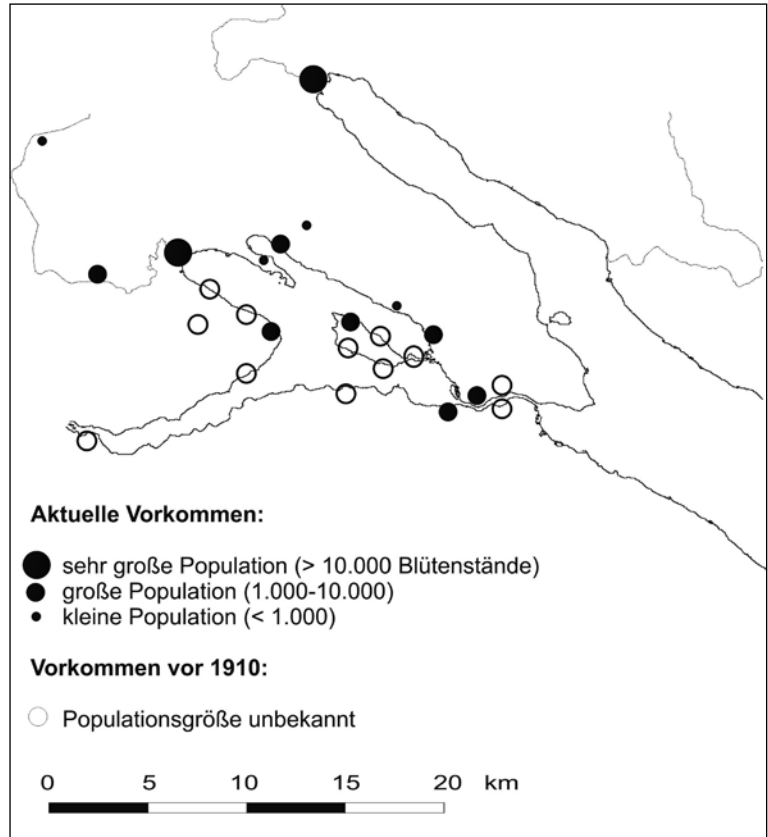 Aktuelle Vorkommen:
sehr große Population (> 10.000 Blütenstände)
große Population (1.000-10.000)
kleine Population (< 1.000)
Vorkommen vor 1910:
Populationsgröße unbekannt
0 5 10 15 20 km